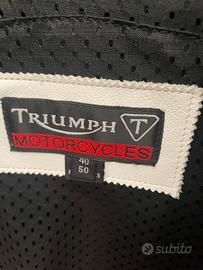 TRIUMPH T
MOTORCYCLES
40
50
subito